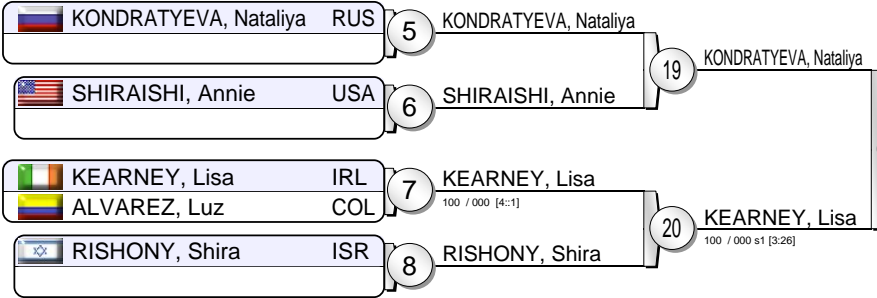 KONDRATYEVA, Nataliya RUS
5
KONDRATYEVA, Nataliya
19
KONDRATYEVA, Nataliya
SHIRAISHI, Annie USA
6
SHIRAISHI, Annie
KEARNEY, Lisa IRL
ALVAREZ, Luz COL
7
KEARNEY, Lisa
100 / 000 [4::1]
20
KEARNEY, Lisa
100 / 000 s1 [3:26]
RISHONY, Shira ISR
8
RISHONY, Shira